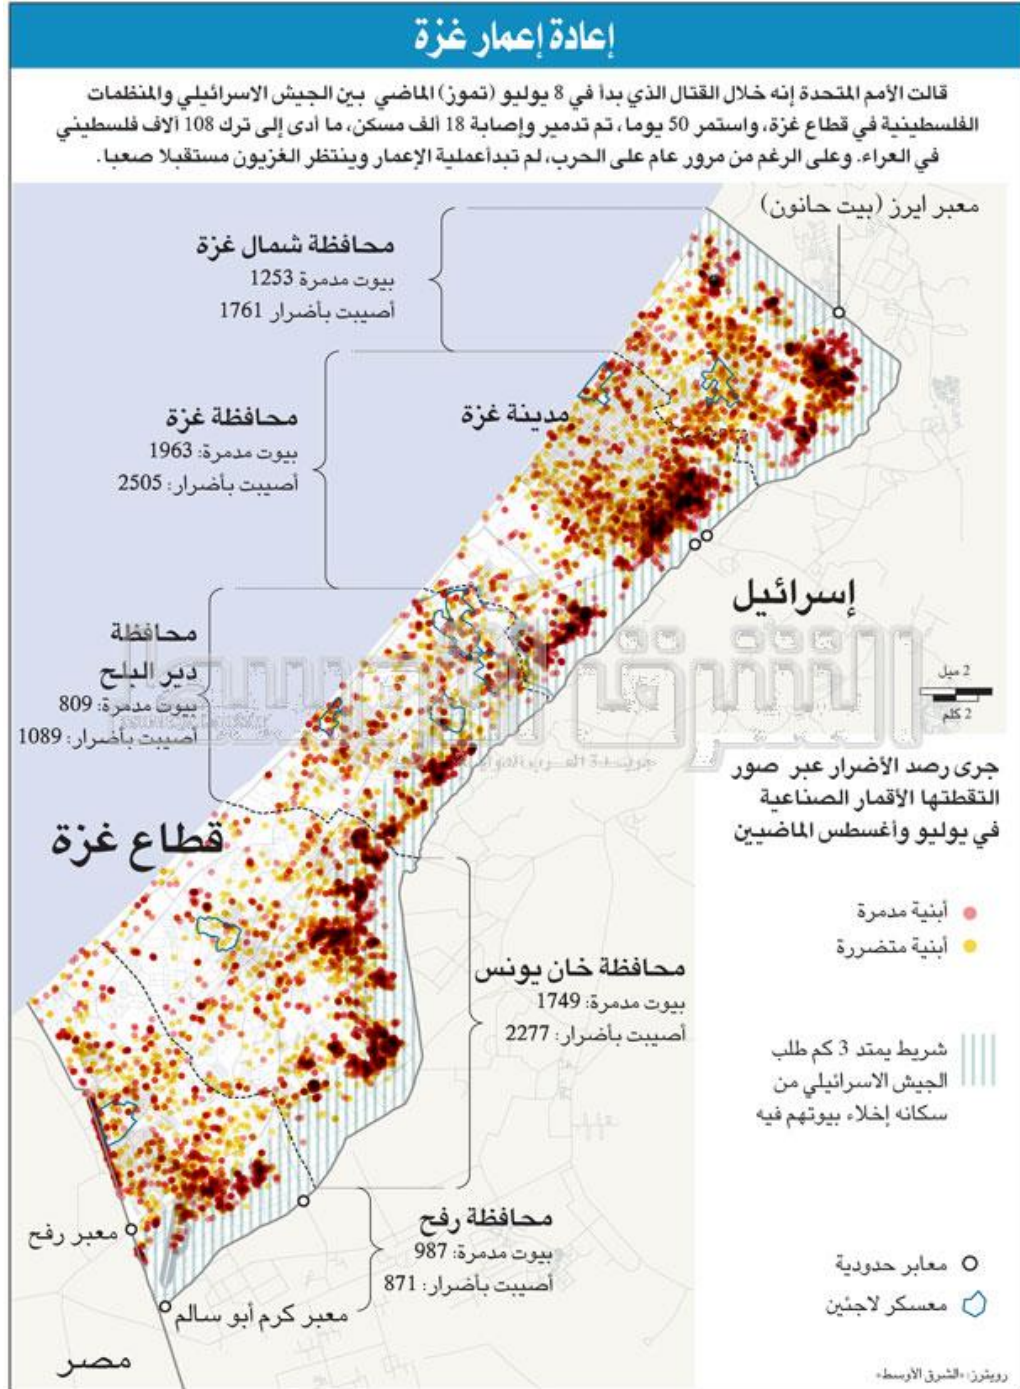 إعادة إعمار غزة
قالت الأمم المتحدة إنه خلال القتال الذي بدأ في 8 يوليو (تموز) الماضي بين الجيش الاسرائيلي والمنظمات
الفلسطينية في قطاع غزة، واستمر 50 يوما، تم تدمير وإصابة 18 ألف مسكن، ما أدى إلى ترك 108 آلاف فلسطيني
في العراء. وعلى الرغم من مرور عام على الحرب، لم تبدأعملية الإعمار وينتظر الغزيون مستقبلا صعبا.
معبر ايرز (بيت حانون)
محافظة شمال غزة
بيوت مدمرة 1253
أصيبت بأضرار 1761
محافظة غزة
بيوت مدمرة: 1963
أصيبت بأضرار: 2505
مدينة غزة
إسرائيل
محافظة
دير البلح
بيوت مدمرة: 809
أصيبت بأضرار: 1089
2 ميل
2 كلم
الشرق الأوسط
جريدة العرب الدولية
قطاع غزة
جرى رصد الأضرار عبر صور
التقطتها الأقمار الصناعية
في يوليو وأغسطس الماضيين
أبنية مدمرة
أبنية متضررة
محافظة خان يونس
بيوت مدمرة: 1749
أصيبت بأضرار: 2277
شريط يمتد 3 كم طلب
الجيش الاسرائيلي من
سكانه إخلاء بيوتهم فيه
محافظة رفح
بيوت مدمرة: 987
أصيبت بأضرار: 871
معبر رفح
معبر كرم أبو سالم
مصر
معابر حدودية
معسكر لاجئين
رويترز: «الشرق الأوسط»